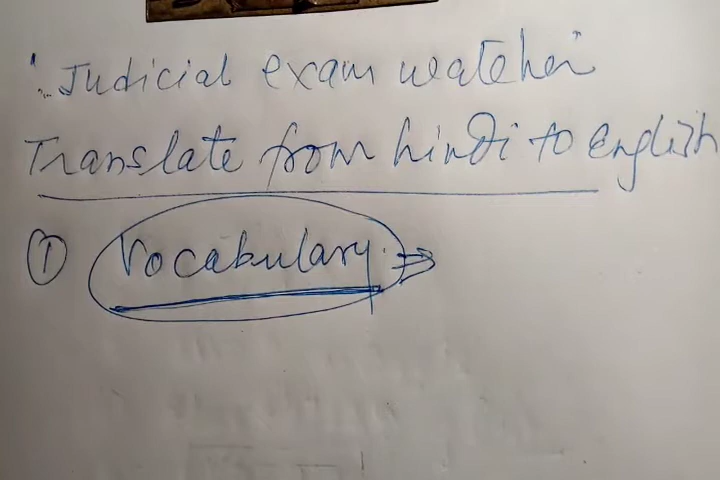 "Judicial exam watcher"
Translate from hindi to english
① Vocabulary. ⇒